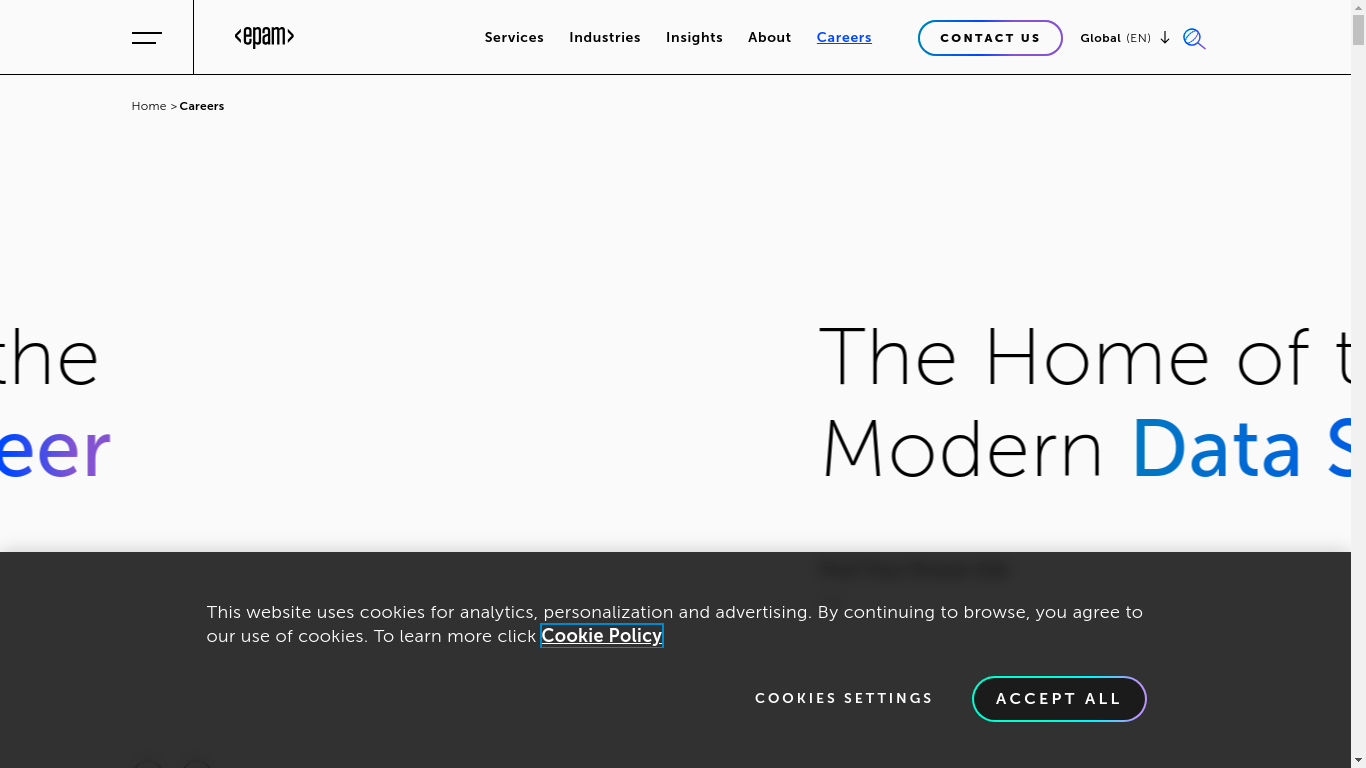 <epam>
Services Industries Insights About Careers CONTACT US Global (EN)
Home > Careers
the
eer
The Home of t
Modern Data S
This website uses cookies for analytics, personalization and advertising. By continuing to browse, you agree to
our use of cookies. To learn more click Cookie Policy
COOKIES SETTINGS ACCEPT ALL